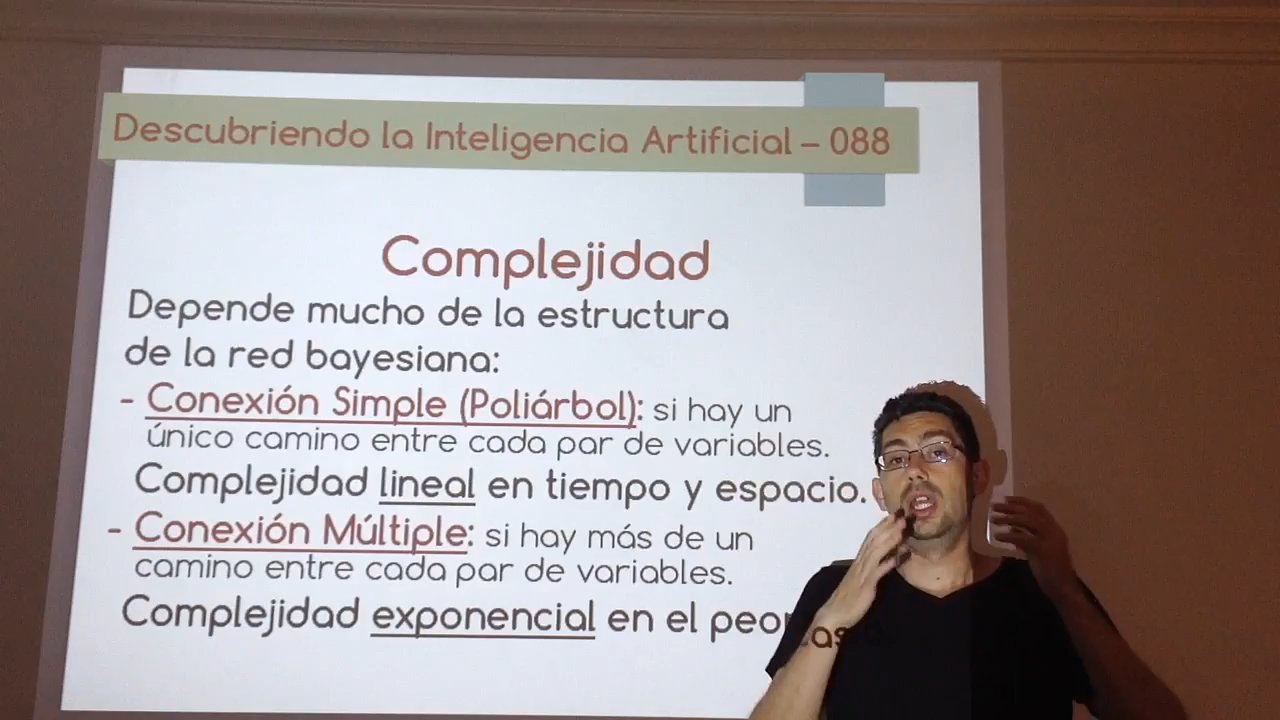 Descubriendo la Inteligencia Artificial – 088
Complejidad
Depende mucho de la estructura
de la red bayesiana:
- Conexión Simple (Poliárbol): si hay un
único camino entre cada par de variables.
Complejidad lineal en tiempo y espacio.
- Conexión Múltiple: si hay más de un
camino entre cada par de variables.
Complejidad exponencial en el peor